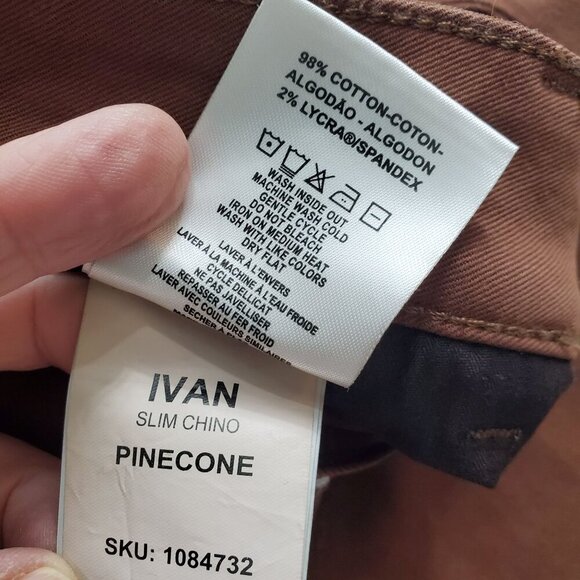 98% COTTON-COTON-
ALGODÃO - ALGODON
2% LYCRA®/SPANDEX
WASH INSIDE OUT
MACHINE WASH COLD
GENTLE CYCLE
DO NOT BLEACH
IRON ON MEDIUM HEAT
WASH WITH LIKE COLORS
DRY FLAT
LAVER À L'ENVERS
LAVER À LA MACHINE À L'EAU FROIDE
CYCLE DELLICAT
NE PAS JAVELLISER
REPASSER AU FER FROID
LAVER AVEC COULEURS SIMILAIRES
SÉCHER À
IVAN
SLIM CHINO
PINECONE
SKU: 1084732